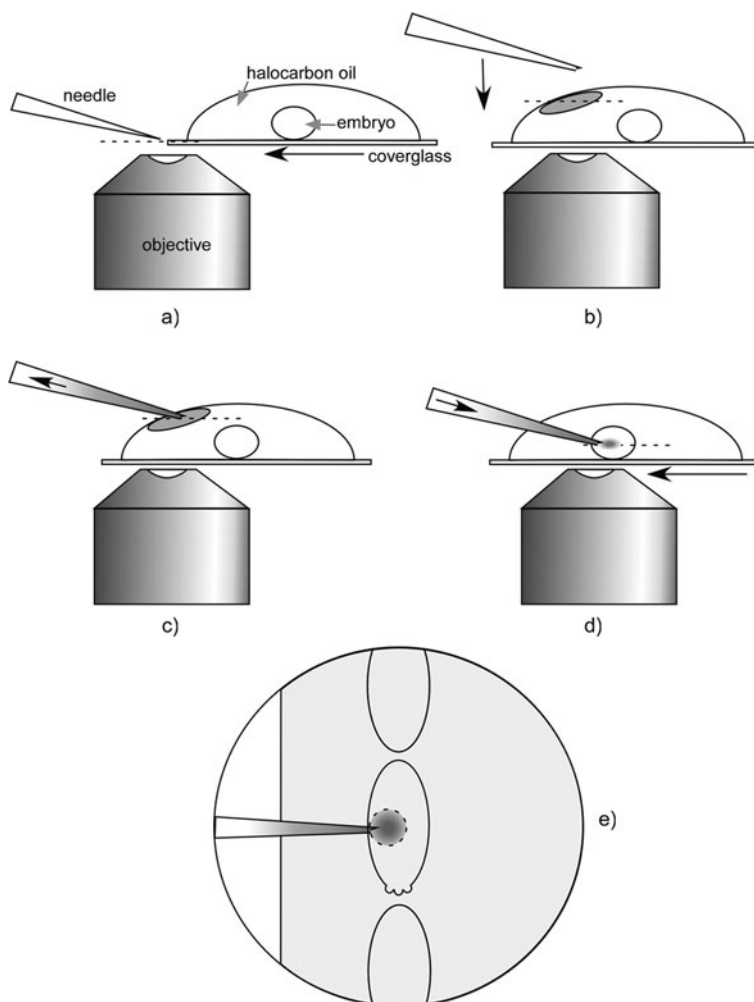 halocarbon oil
needle
embryo
coverglass
objective
a)
b)
c)
d)
e)